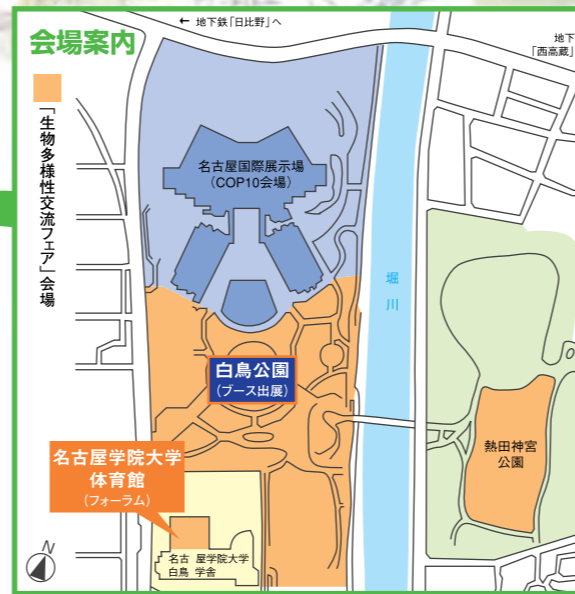 ← 地下鉄「日比野」へ
会場案内
地下
「西高蔵」
「生物多様性交流フェア」会場
名古屋国際展示場
（COP10会場）
堀川
白鳥公園
（ブース出展）
熱田神宮
公園
名古屋学院大学
体育館
（フォーラム）
名古 屋学院大学
白鳥 学舎
N